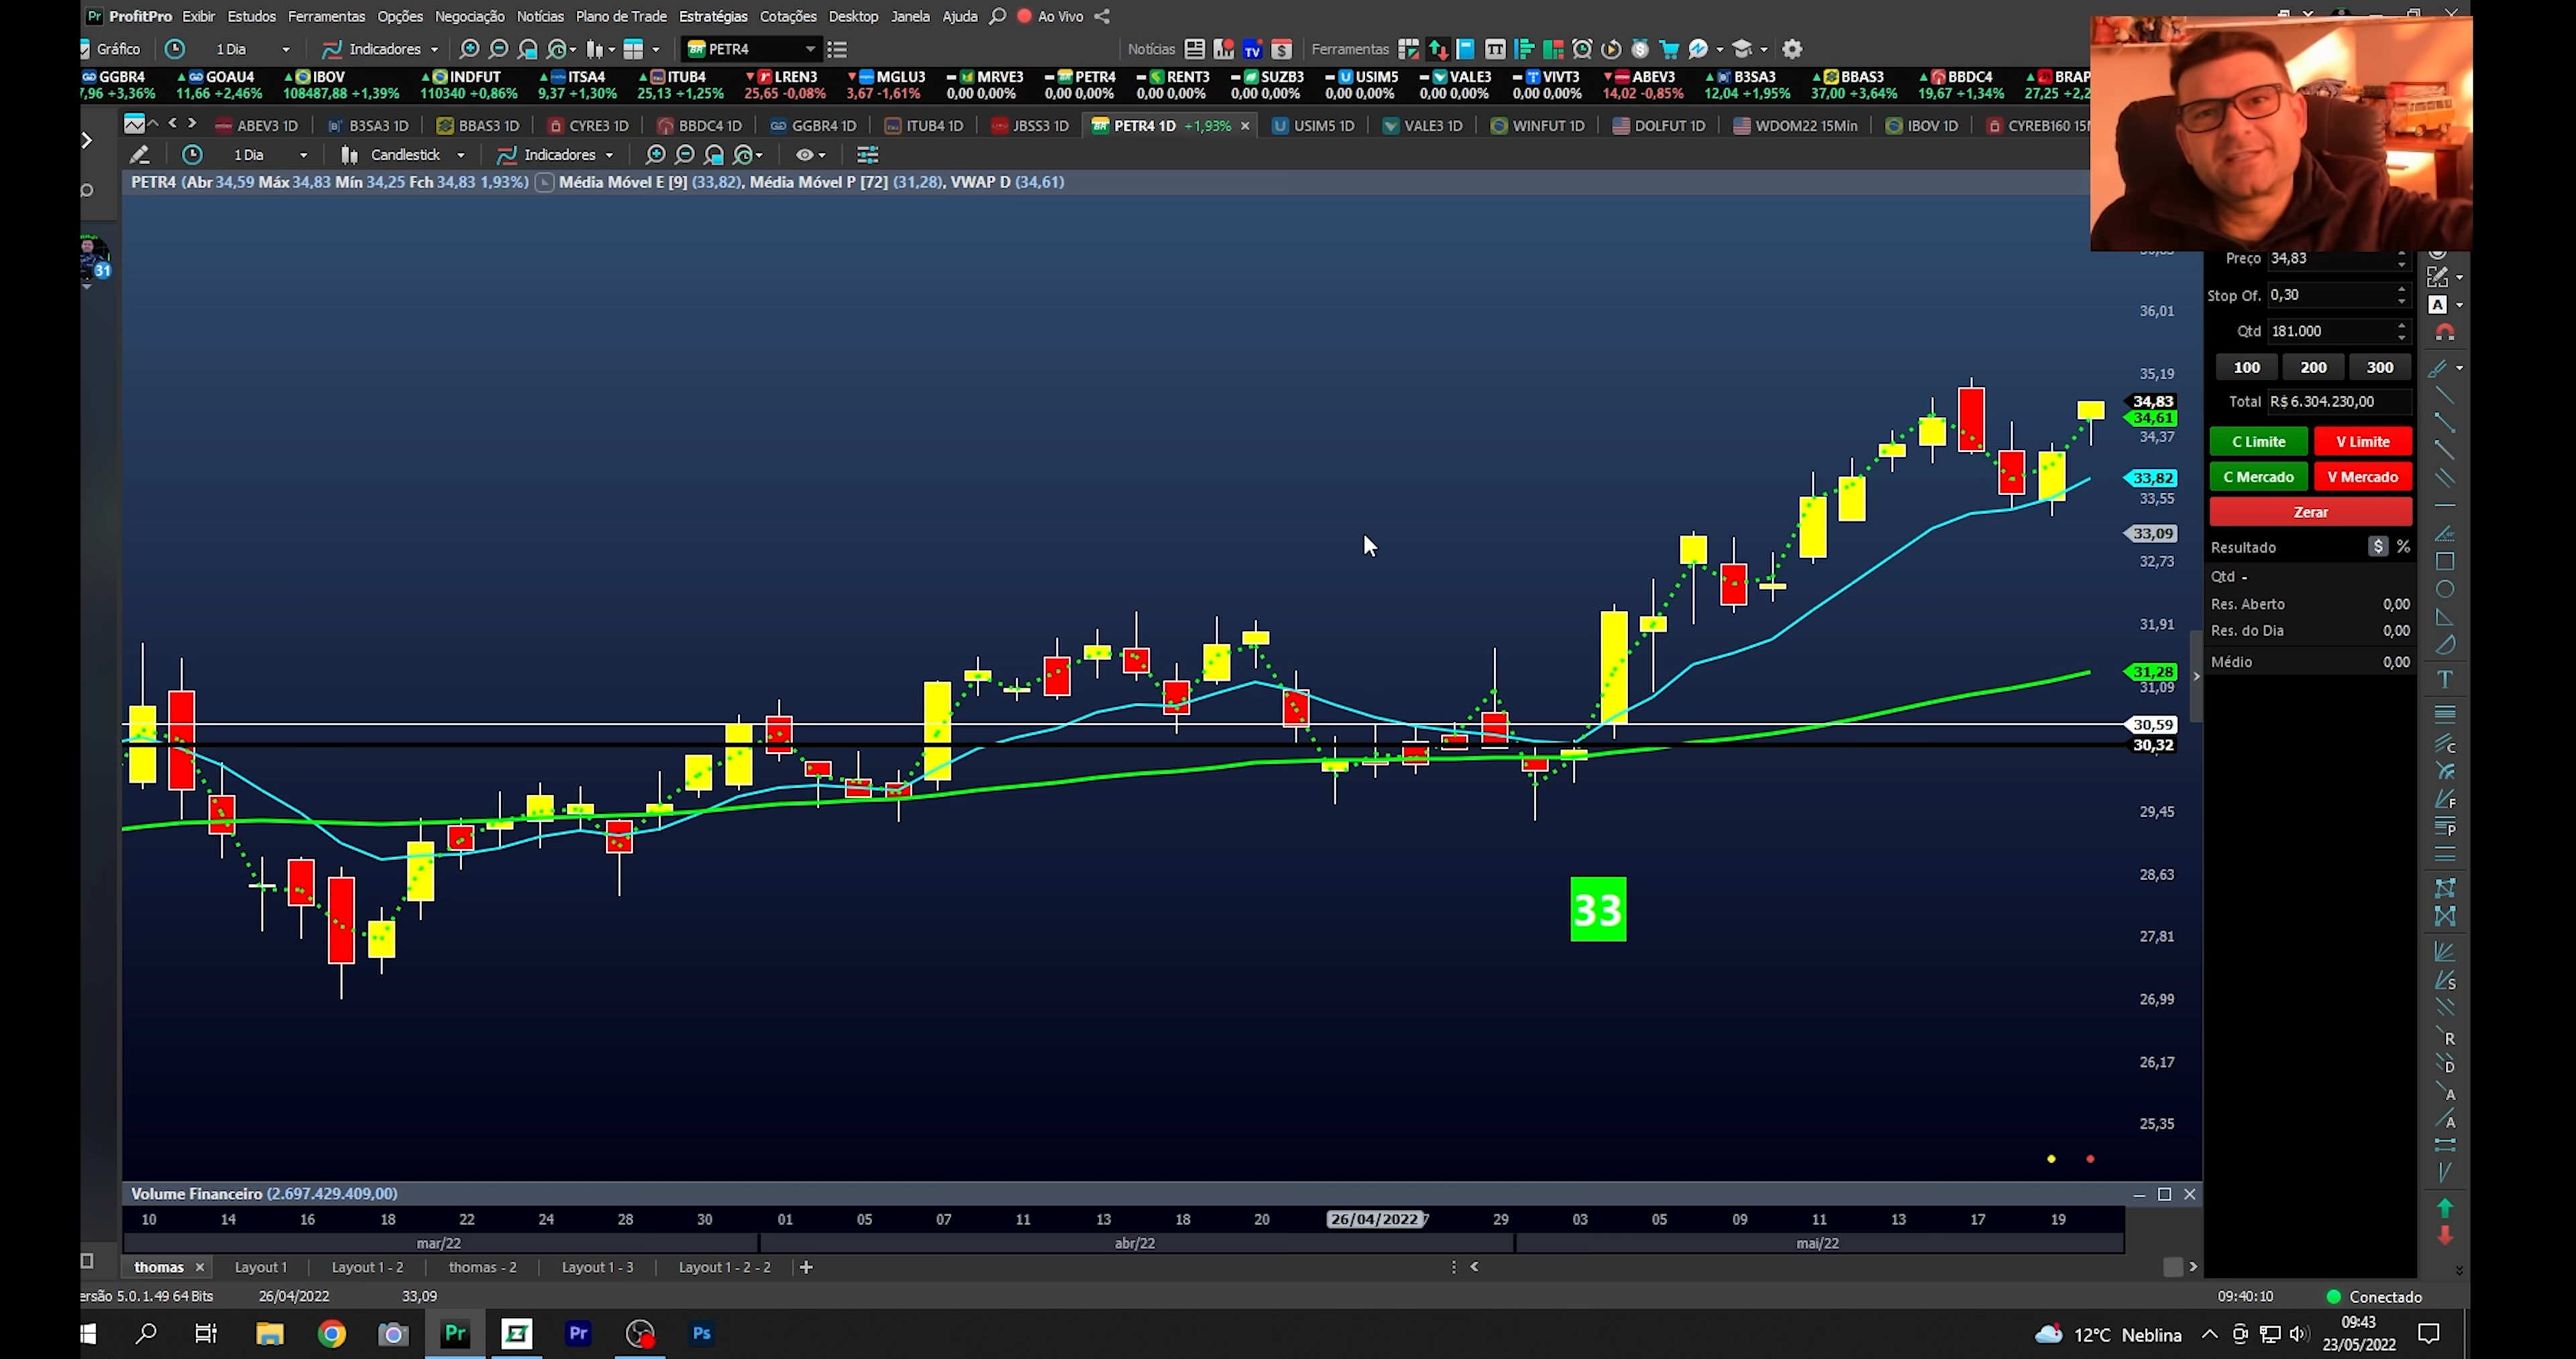 ProfitPro Exibir Estudos Ferramentas Opções Negociação Notícias Plano de Trade Estratégias Cotações Desktop Janela Ajuda Ao Vivo
Gráfico 1 Dia Indicadores PETR4 Notícias Ferramentas
GGBR4 GOAU4 IBOV INDFUT ITSA4 ITUB4 LREN3 MGLU3 MRVE3 PETR4 RENT3 SUZB3 USIM5 VALE3 VIVT3 ABEV3 B3SA3 BBAS3 BBDC4 BRAP
7,96 +3,36% 11,66 +2,46% 108487,88 +1,39% 110340 +0,86% 9,37 +1,30% 25,13 +1,25% 25,65 -0,08% 3,67 -1,61% 0,00 0,00% 0,00 0,00% 0,00 0,00% 0,00 0,00% 0,00 0,00% 0,00 0,00% 0,00 0,00% 14,02 -0,85% 12,04 +1,95% 37,00 +3,64% 19,67 +1,34% 27,25 +2,2
ABEV3 1D B3SA3 1D BBAS3 1D CYRE3 1D BBDC4 1D GGBR4 1D ITUB4 1D JBSS3 1D PETR4 1D +1,93% USIM5 1D VALE3 1D WINFUT 1D DOLFUT 1D WDOM22 15Min IBOV 1D CYREB160 15
1 Dia Candlestick Indicadores
PETR4 (Abr 34,59 Máx 34,83 Mín 34,25 Fch 34,83 1,93%) Média Móvel E [9] (33,82), Média Móvel P [72] (31,28), VWAP D (34,61)
31
36,01
35,19
34,83
34,61
34,37
33,82
33,55
33,09
32,73
31,91
31,28
31,09
30,59
30,32
29,45
28,63
27,81
26,99
26,17
25,35
33
Preço 34,83
Stop Of. 0,30
Qtd 181.000
100 200 300
Total R$ 6.304.230,00
C Limite V Limite
C Mercado V Mercado
Zerar
Resultado $ %
Qtd -
Res. Aberto 0,00
Res. do Dia 0,00
Médio 0,00
Volume Financeiro (2.697.429.409,00)
10 14 16 18 22 24 28 30 01 05 07 11 13 18 20 26/04/2022 7 29 03 05 09 11 13 17 19
mar/22 abr/22 mai/22
thomas Layout 1 Layout 1 - 2 thomas - 2 Layout 1 - 3 Layout 1 - 2 - 2
ersão 5.0.1.49 64 Bits 26/04/2022 33,09 09:40:10 Conectado
Pr Pr Ps 12°C Neblina 09:43
23/05/2022